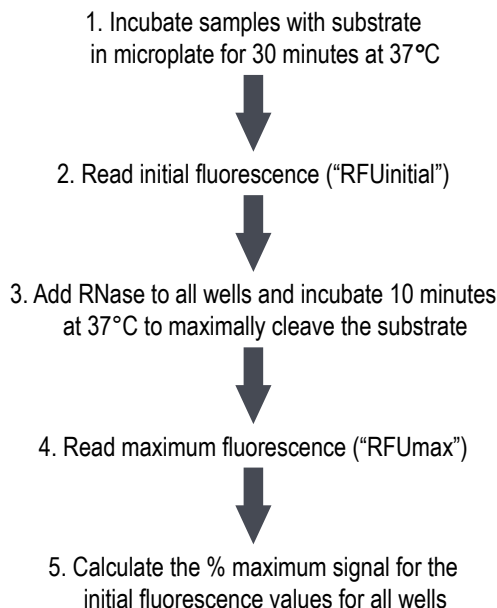 1. Incubate samples with substrate
in microplate for 30 minutes at 37°C
2. Read initial fluorescence (“RFUinitial”)
3. Add RNase to all wells and incubate 10 minutes
at 37°C to maximally cleave the substrate
4. Read maximum fluorescence (“RFUmax”)
5. Calculate the % maximum signal for the
initial fluorescence values for all wells